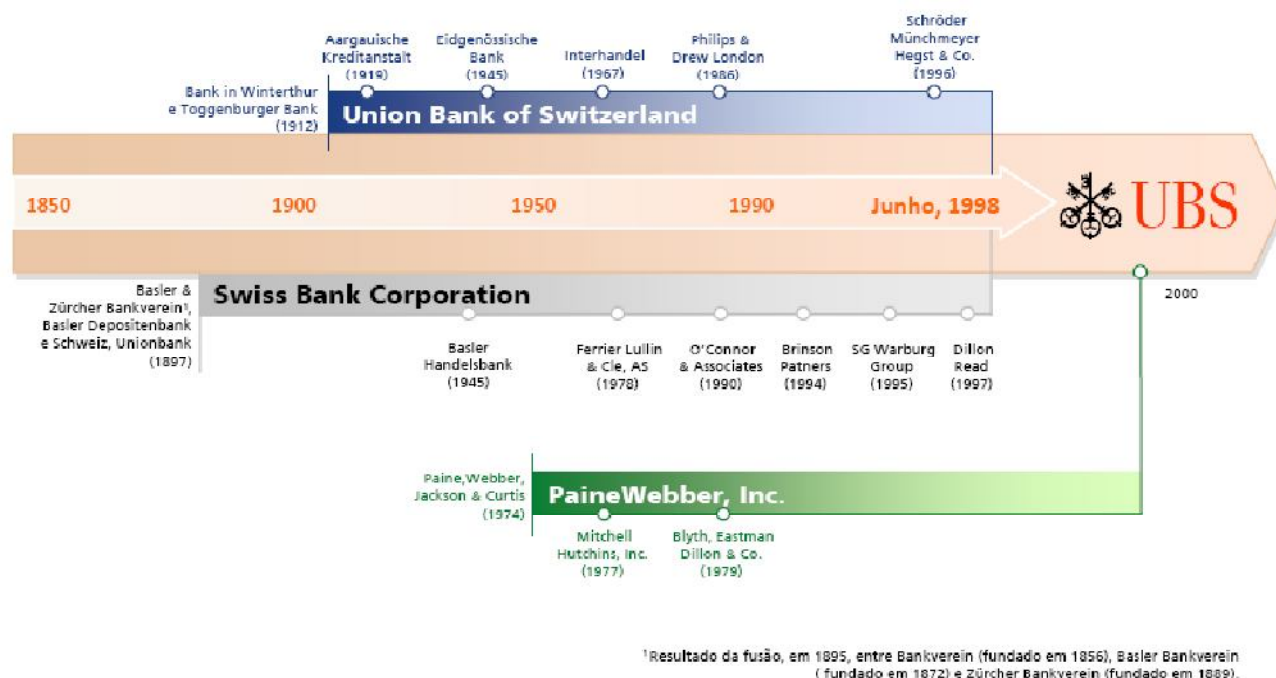 Aargauische
Kreditanstalt
(1919)
Eidgenössische
Bank
(1945)
Interhandel
(1967)
Philips &
Drew London
(1986)
Schröder
Münchmeyer
Hegst & Co.
(1996)
Bank in Winterthur
e Toggenburger Bank
(1912)
Union Bank of Switzerland
1850
1900
1950
1990
Junho, 1998
UBS
2000
Basler &
Zürcher Bankverein¹,
Basler Depositenbank
e Schweiz, Unionbank
(1897)
Swiss Bank Corporation
Basler
Handelsbank
(1945)
Ferrier Lullin
& Cie, AS
(1978)
O'Connor
& Associates
(1990)
Brinson
Patners
(1994)
SG Warburg
Group
(1995)
Dillon
Read
(1997)
Paine,Webber,
Jackson & Curtis
(1974)
PaineWebber, Inc.
Mitchell
Hutchins, Inc.
(1977)
Blyth, Eastman
Dillon & Co.
(1979)
¹Resultado da fusão, em 1895, entre Bankverein (fundado em 1856), Basler Bankverein
( fundado em 1872) e Zürcher Bankverein (fundado em 1889).